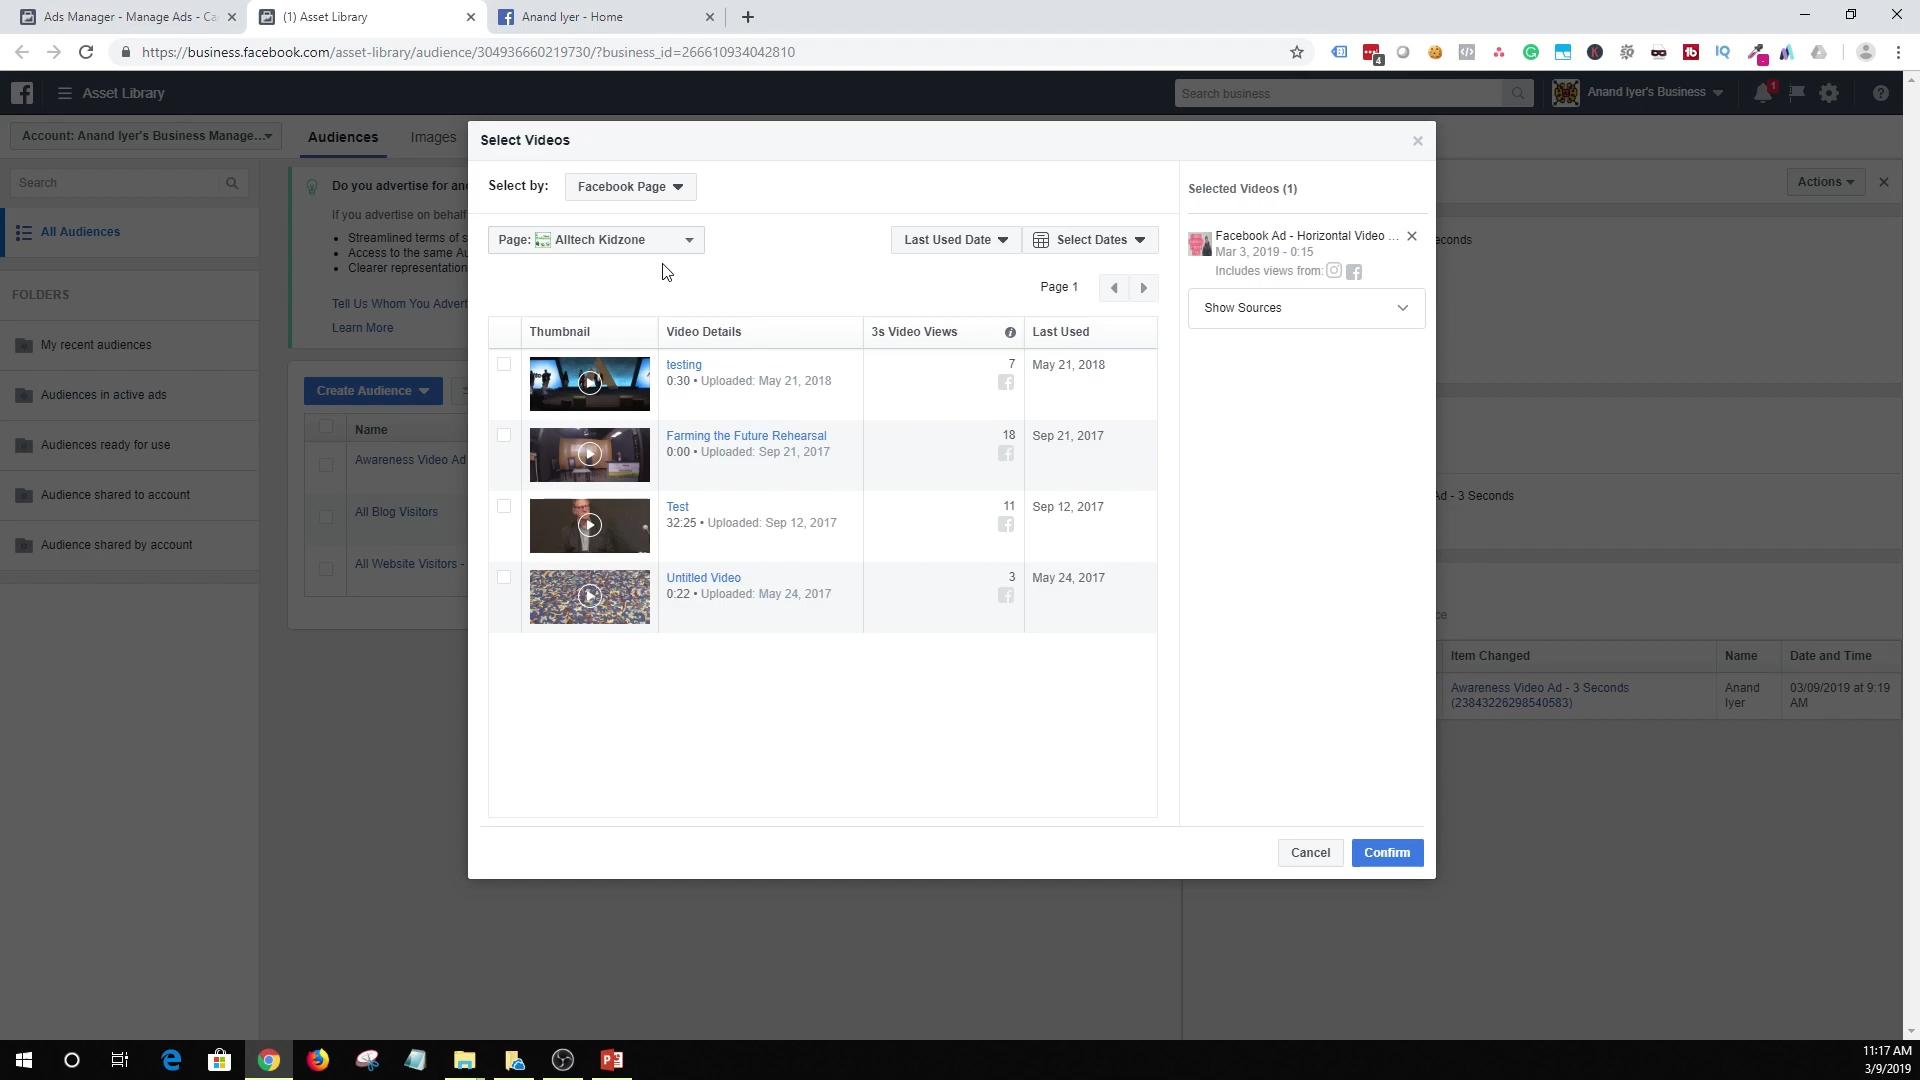 Ads Manager - Manage Ads - Ca
(1) Asset Library
Anand Iyer - Home
https://business.facebook.com/asset-library/audience/304936660219730/?business_id=266610934042810
4
Asset Library
Search business
Anand Iyer's Business
1
Account: Anand Iyer's Business Manage...
Audiences
Images
Search
All Audiences
FOLDERS
My recent audiences
Audiences in active ads
Audiences ready for use
Audience shared to account
Audience shared by account
Do you advertise for an
If you advertise on behalf
Streamlined terms of s
Access to the same Au
Clearer representation
Tell Us Whom You Advert
Learn More
Create Audience
Name
Awareness Video Ad
All Blog Visitors
All Website Visitors -
Select Videos
Select by:
Facebook Page
Page: Alltech Kidzone
Last Used Date
Select Dates
Page 1
Thumbnail
Video Details
3s Video Views
Last Used
testing
0:30 • Uploaded: May 21, 2018
7
May 21, 2018
Farming the Future Rehearsal
0:00 • Uploaded: Sep 21, 2017
18
Sep 21, 2017
Test
32:25 • Uploaded: Sep 12, 2017
11
Sep 12, 2017
Untitled Video
0:22 • Uploaded: May 24, 2017
3
May 24, 2017
Selected Videos (1)
Facebook Ad - Horizontal Video ...
Mar 3, 2019 - 0:15
Includes views from:
Show Sources
Cancel
Confirm
Actions
econds
Ad - 3 Seconds
ce
Item Changed
Name
Date and Time
Awareness Video Ad - 3 Seconds
(23843226298540583)
Anand
Iyer
03/09/2019 at 9:19
AM
11:17 AM
3/9/2019